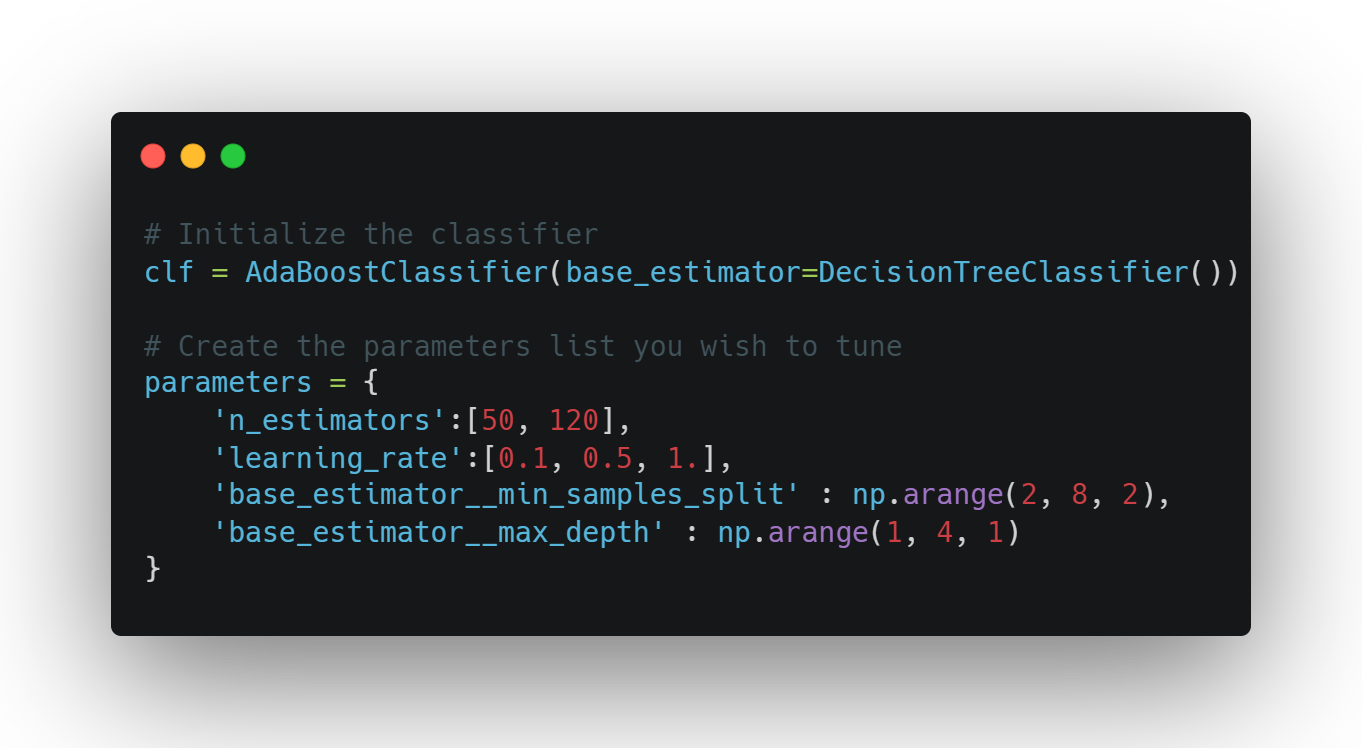 # Initialize the classifier
clf = AdaBoostClassifier(base_estimator=DecisionTreeClassifier())
# Create the parameters list you wish to tune
parameters = {
    'n_estimators':[50, 120],
    'learning_rate':[0.1, 0.5, 1.],
    'base_estimator__min_samples_split' : np.arange(2, 8, 2),
    'base_estimator__max_depth' : np.arange(1, 4, 1)
}